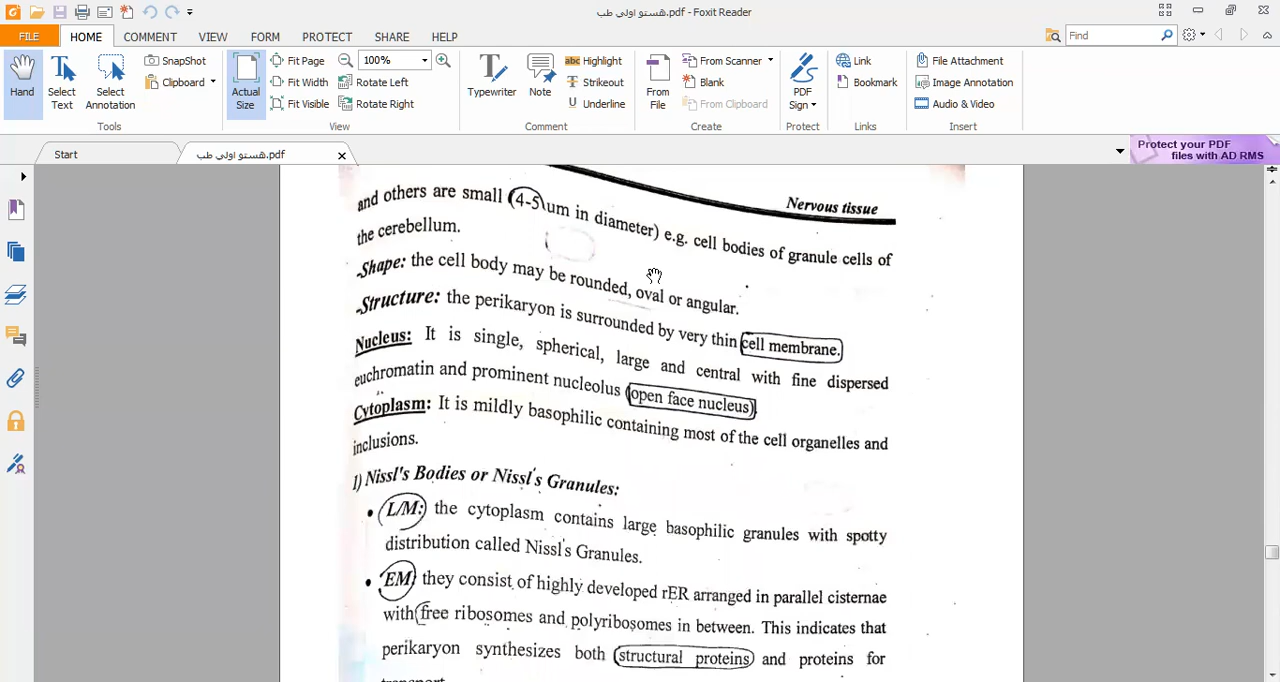 هستو اولى طب.pdf - Foxit Reader
FILE HOME COMMENT VIEW FORM PROTECT SHARE HELP
Find
Hand
Select Text
Select Annotation
SnapShot
Clipboard
Tools
Actual Size
Fit Page
Fit Width
Fit Visible
100%
Rotate Left
Rotate Right
View
Typewriter
Note
Highlight
Strikeout
Underline
Comment
From File
From Scanner
Blank
From Clipboard
Create
PDF Sign
Protect
Link
Bookmark
Links
File Attachment
Image Annotation
Audio & Video
Insert
Start
هستو اولى طب.pdf
Protect your PDF
files with AD RMS
Nervous tissue
and others are small (4-5 um in diameter) e.g. cell bodies of granule cells of
the cerebellum.
-Shape: the cell body may be rounded, oval or angular.
-Structure: the perikaryon is surrounded by very thin cell membrane.
Nucleus: It is single, spherical, large and central with fine dispersed
euchromatin and prominent nucleolus (open face nucleus).
Cytoplasm: It is mildly basophilic containing most of the cell organelles and
inclusions.
1) Nissl's Bodies or Nissl's Granules:
• L/M: the cytoplasm contains large basophilic granules with spotty
distribution called Nissl's Granules.
• EM: they consist of highly developed rER arranged in parallel cisternae
with free ribosomes and polyribosomes in between. This indicates that
perikaryon synthesizes both structural proteins and proteins for
transport